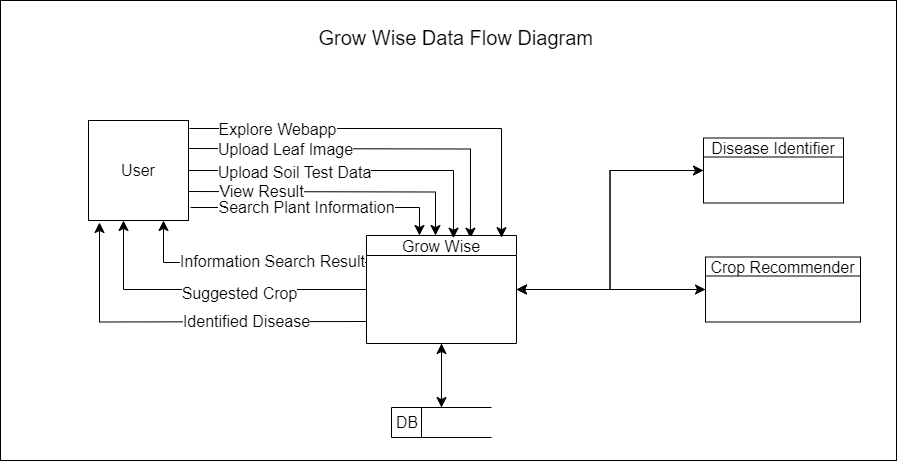 Grow Wise Data Flow Diagram
User
Explore Webapp
Upload Leaf Image
Upload Soil Test Data
View Result
Search Plant Information
Disease Identifier
Grow Wise
Information Search Result
Crop Recommender
Suggested Crop
Identified Disease
DB